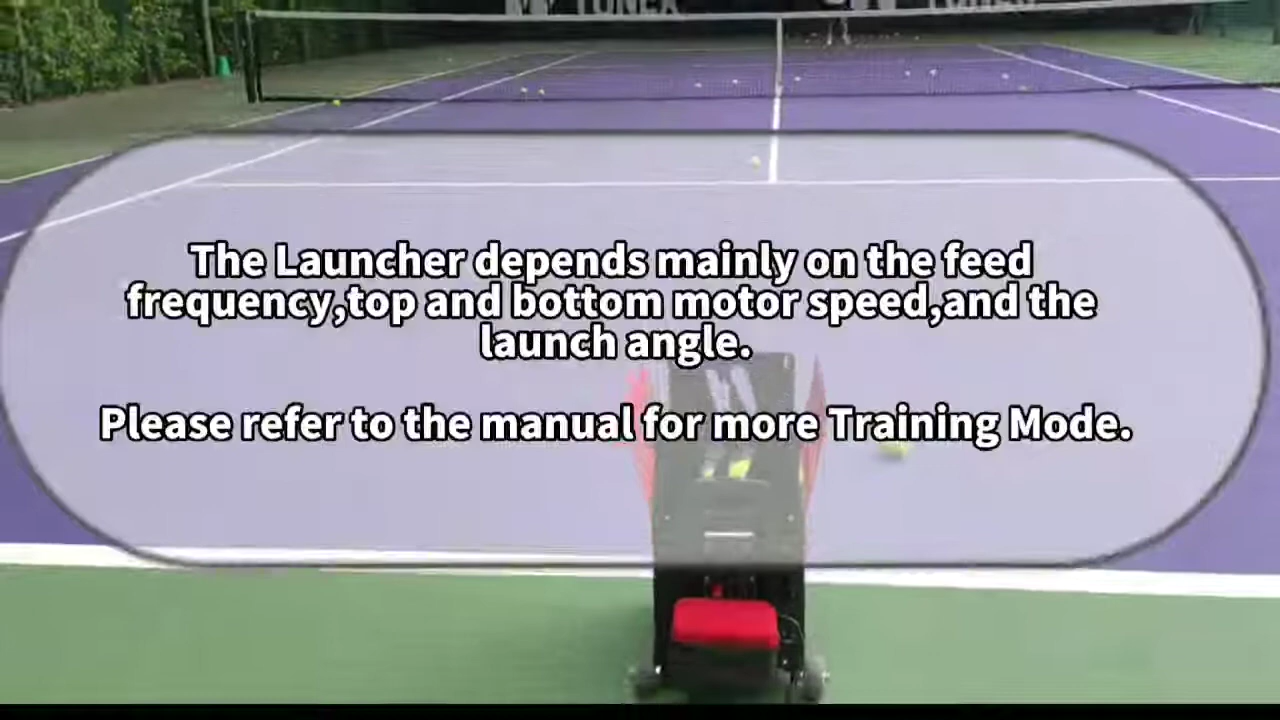 The Launcher depends mainly on the feed
frequency,top and bottom motor speed,and the
launch angle.
Please refer to the manual for more Training Mode.